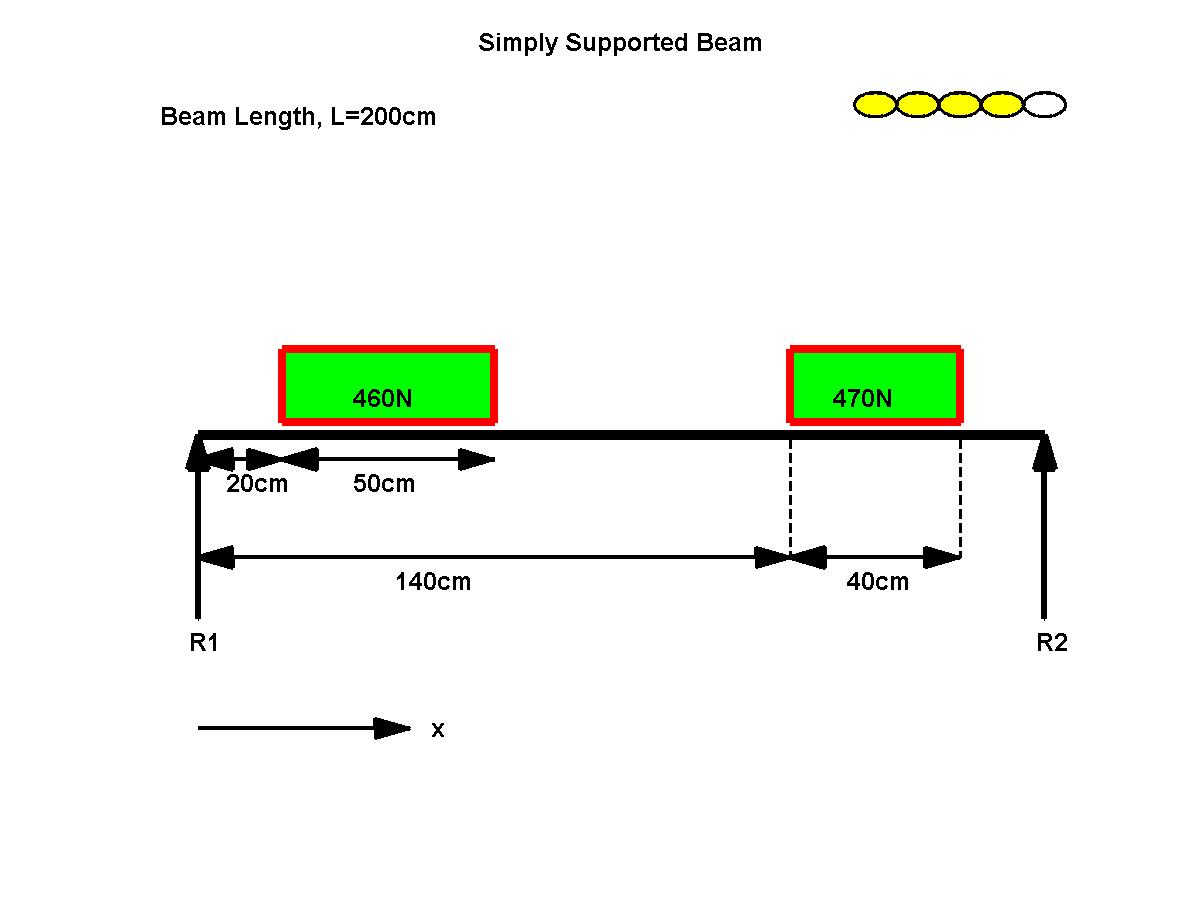 Simply Supported Beam
Beam Length, L=200cm
460N
470N
20cm
50cm
140cm
40cm
R1
R2
x